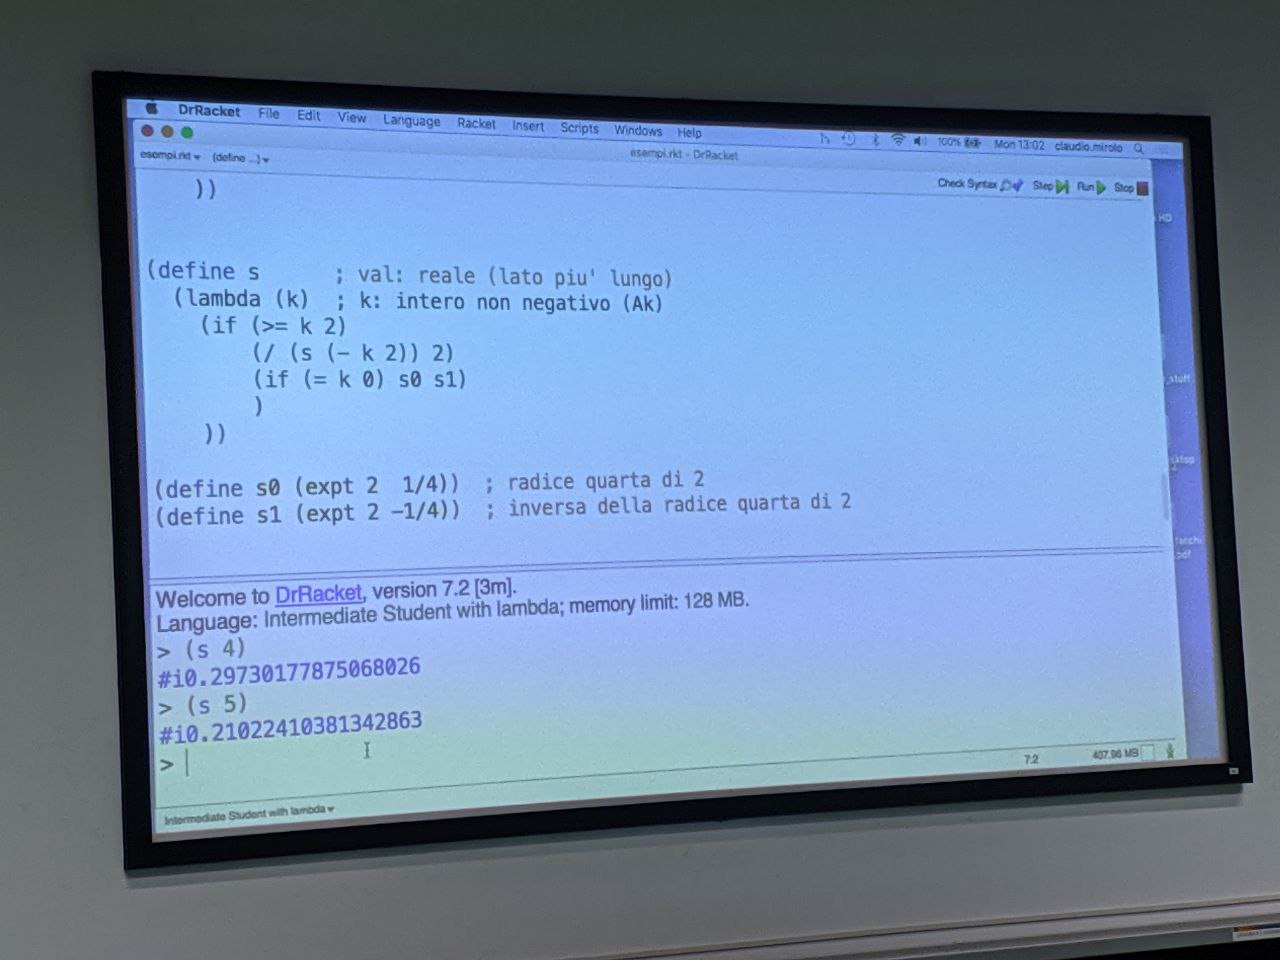 DrRacket File Edit View Language Racket Insert Scripts Windows Help 100% Mon 13:02 claudio.mirolo
esempi.rkt - DrRacket
esempi.rkt (define ...)
Check Syntax Step Run Stop
))
HD
(define s ; val: reale (lato piu' lungo)
(lambda (k) ; k: intero non negativo (Ak)
(if (>= k 2)
(/ (s (- k 2)) 2)
(if (= k 0) s0 s1)
)
))
(define s0 (expt 2 1/4)) ; radice quarta di 2
(define s1 (expt 2 -1/4)) ; inversa della radice quarta di 2
Welcome to DrRacket, version 7.2 [3m].
Language: Intermediate Student with lambda; memory limit: 128 MB.
> (s 4)
#i0.29730177875068026
> (s 5)
#i0.21022410381342863
>
7:2 407.96 MB
Intermediate Student with lambda